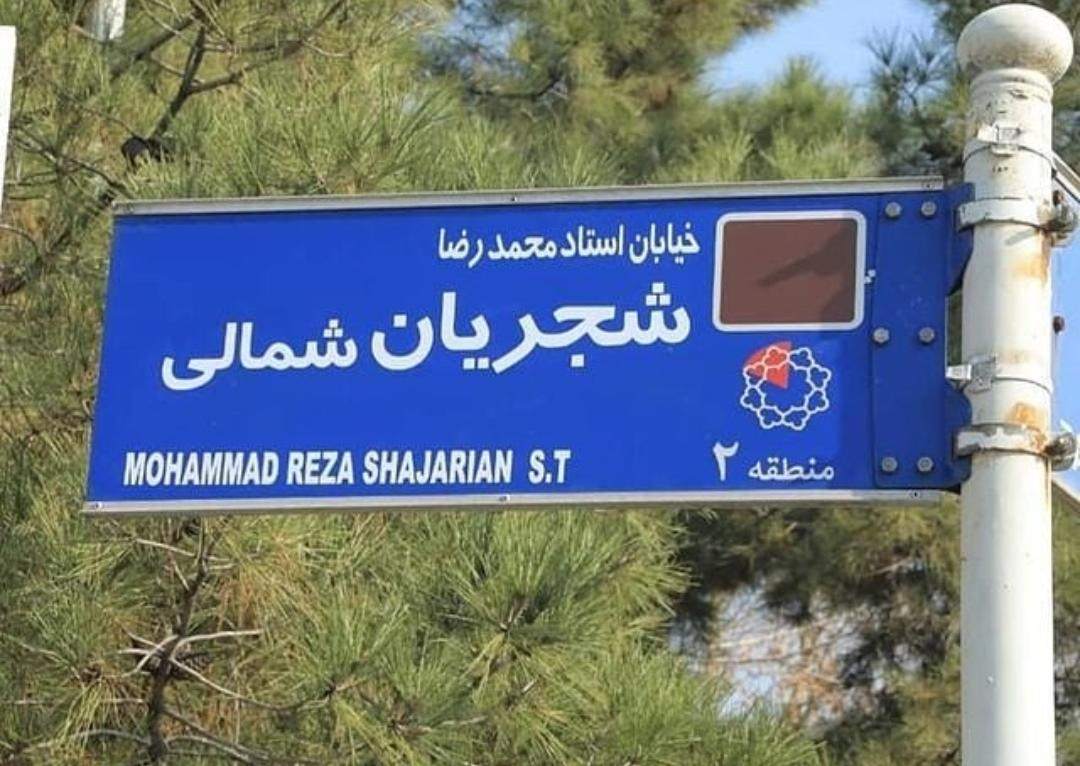 خیابان استاد محمد رضا
شجریان شمالی
MOHAMMAD REZA SHAJARIAN S.T
منطقه ۲